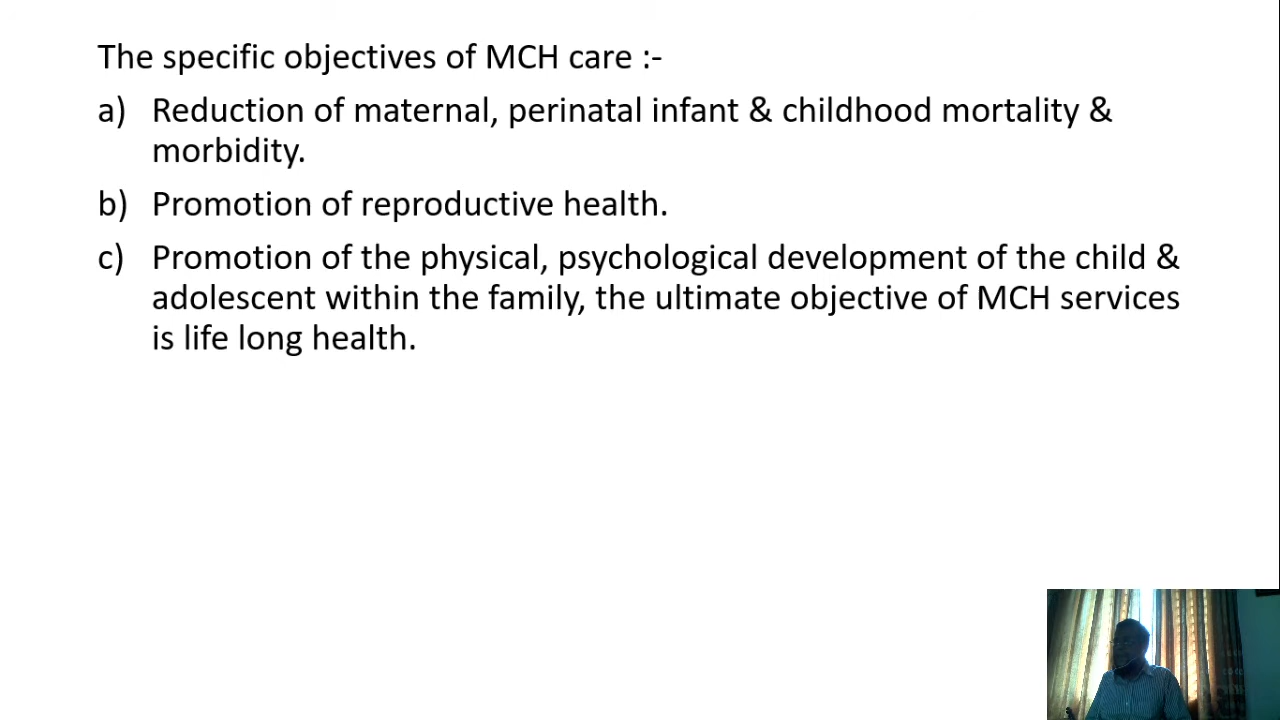 The specific objectives of MCH care :-
a) Reduction of maternal, perinatal infant & childhood mortality &
morbidity.
b) Promotion of reproductive health.
c) Promotion of the physical, psychological development of the child &
adolescent within the family, the ultimate objective of MCH services
is life long health.